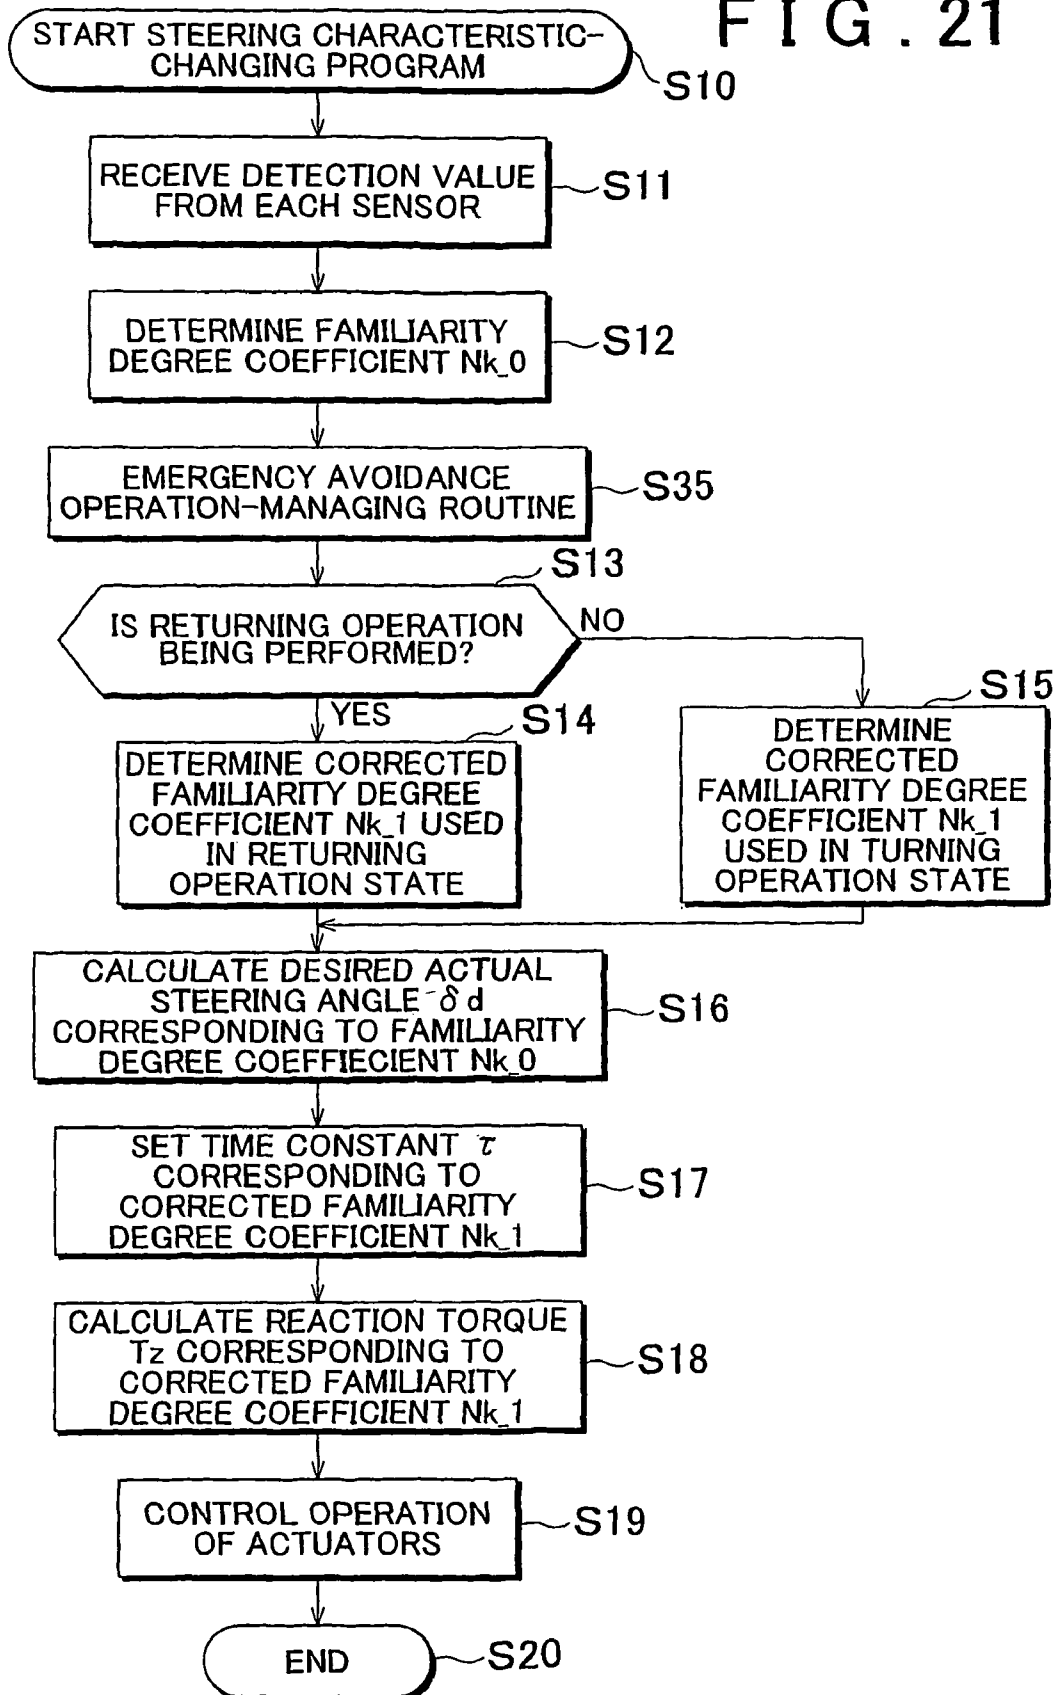 FIG. 21
START STEERING CHARACTERISTIC-
CHANGING PROGRAM
S10
RECEIVE DETECTION VALUE
FROM EACH SENSOR
S11
DETERMINE FAMILIARITY
DEGREE COEFFICIENT Nk_0
S12
EMERGENCY AVOIDANCE
OPERATION-MANAGING ROUTINE
S35
S13
IS RETURNING OPERATION
BEING PERFORMED?
NO
YES
S14
DETERMINE CORRECTED
FAMILIARITY DEGREE
COEFFICIENT Nk_1 USED
IN RETURNING
OPERATION STATE
S15
DETERMINE
CORRECTED
FAMILIARITY DEGREE
COEFFICIENT Nk_1
USED IN TURNING
OPERATION STATE
CALCULATE DESIRED ACTUAL
STEERING ANGLE δd
CORRESPONDING TO FAMILIARITY
DEGREE COEFFIECIENT Nk_0
S16
SET TIME CONSTANT τ
CORRESPONDING TO
CORRECTED FAMILIARITY
DEGREE COEFFICIENT Nk_1
S17
CALCULATE REACTION TORQUE
Tz CORRESPONDING TO
CORRECTED FAMILIARITY
DEGREE COEFFICIENT Nk_1
S18
CONTROL OPERATION
OF ACTUATORS
S19
END
S20